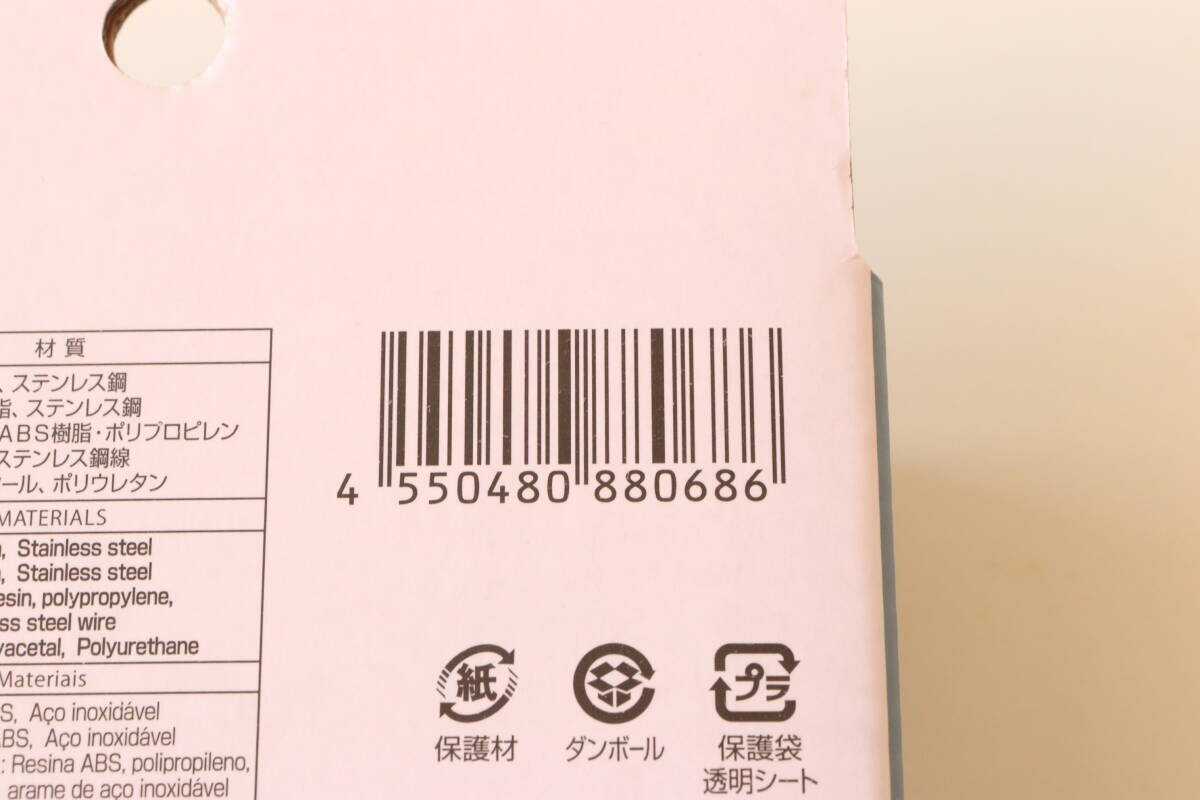 材質
、ステンレス鋼
脂、ステンレス鋼
ABS樹脂・ポリプロピレン
ステンレス鋼線
ール、ポリウレタン
MATERIALS
, Stainless steel
, Stainless steel
esin, polypropylene,
ss steel wire
yacetal, Polyurethane
Materiais
S, Aço inoxidável
BS, Aço inoxidável
: Resina ABS, polipropileno,
arame de aço inoxidável
4 550480 880686
紙
保護材
ダンボール
プラ
保護袋
透明シート